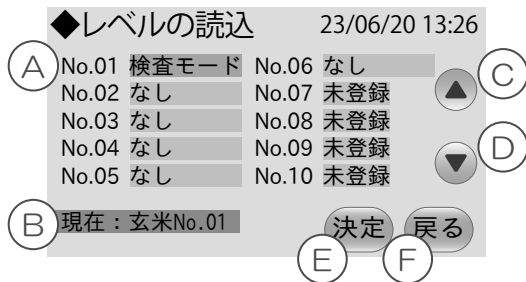 ◆レベルの読込 23/06/20 13:26
A No.01 検査モード No.06 なし C
No.02 なし No.07 未登録 ▲
No.03 なし No.08 未登録
No.04 なし No.09 未登録 D
No.05 なし No.10 未登録 ▼
B 現在：玄米No.01 決定 戻る
E F